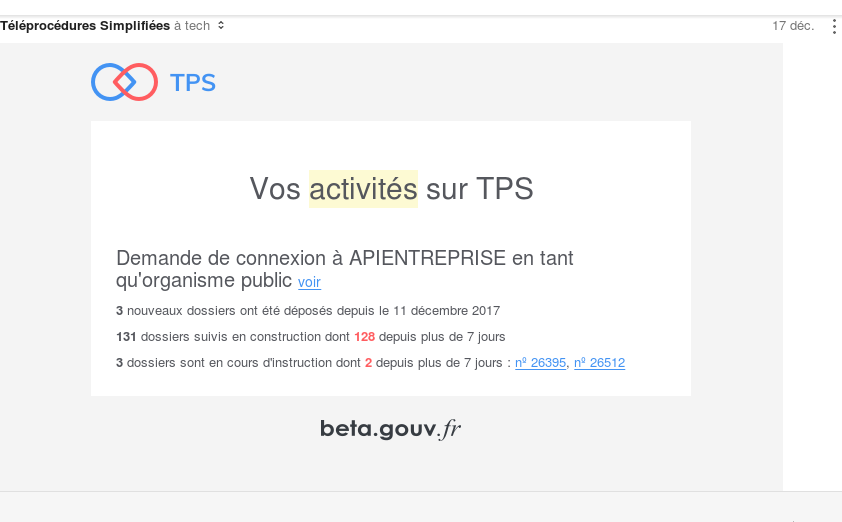 Téléprocédures Simplifiées à tech 17 déc.
TPS
Vos activités sur TPS
Demande de connexion à APIENTREPRISE en tant
qu'organisme public voir
3 nouveaux dossiers ont été déposés depuis le 11 décembre 2017
131 dossiers suivis en construction dont 128 depuis plus de 7 jours
3 dossiers sont en cours d'instruction dont 2 depuis plus de 7 jours : nº 26395, nº 26512
beta.gouv.fr